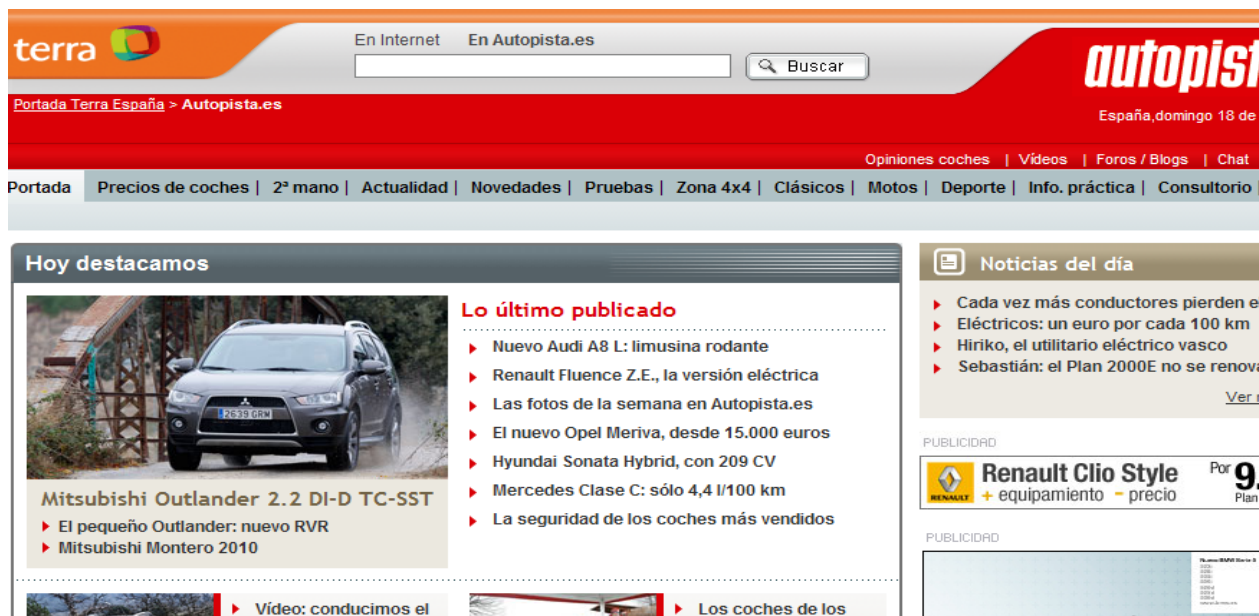 terra
En Internet En Autopista.es
Buscar
autopist
Portada Terra España > Autopista.es
España,domingo 18 de
Opiniones coches | Vídeos | Foros / Blogs | Chat
Portada Precios de coches | 2ª mano | Actualidad | Novedades | Pruebas | Zona 4x4 | Clásicos | Motos | Deporte | Info. práctica | Consultorio |
Hoy destacamos
2639 GRM
Mitsubishi Outlander 2.2 DI-D TC-SST
El pequeño Outlander: nuevo RVR
Mitsubishi Montero 2010
Lo último publicado
Nuevo Audi A8 L: limusina rodante
Renault Fluence Z.E., la versión eléctrica
Las fotos de la semana en Autopista.es
El nuevo Opel Meriva, desde 15.000 euros
Hyundai Sonata Hybrid, con 209 CV
Mercedes Clase C: sólo 4,4 l/100 km
La seguridad de los coches más vendidos
Vídeo: conducimos el
Los coches de los
Noticias del día
Cada vez más conductores pierden e
Eléctricos: un euro por cada 100 km
Hiriko, el utilitario eléctrico vasco
Sebastián: el Plan 2000E no se renova
Ver
PUBLICIDAD
RENAULT
Renault Clio Style
+ equipamiento - precio
Por 9.
Plan
PUBLICIDAD